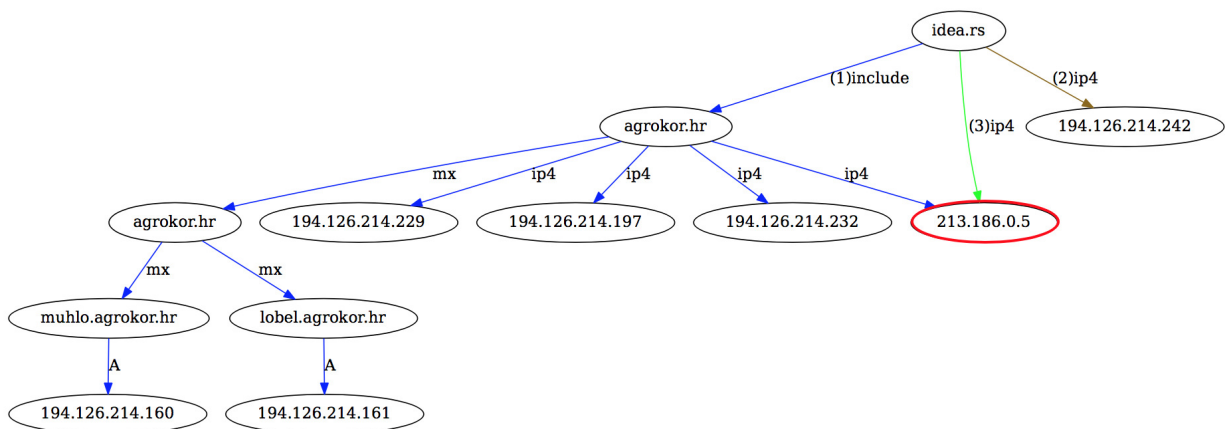 idea.rs
(1)include
(2)ip4
agrokor.hr
(3)ip4
194.126.214.242
mx
ip4
ip4
ip4
ip4
agrokor.hr
194.126.214.229
194.126.214.197
194.126.214.232
213.186.0.5
mx
mx
muhlo.agrokor.hr
lobel.agrokor.hr
A
A
194.126.214.160
194.126.214.161